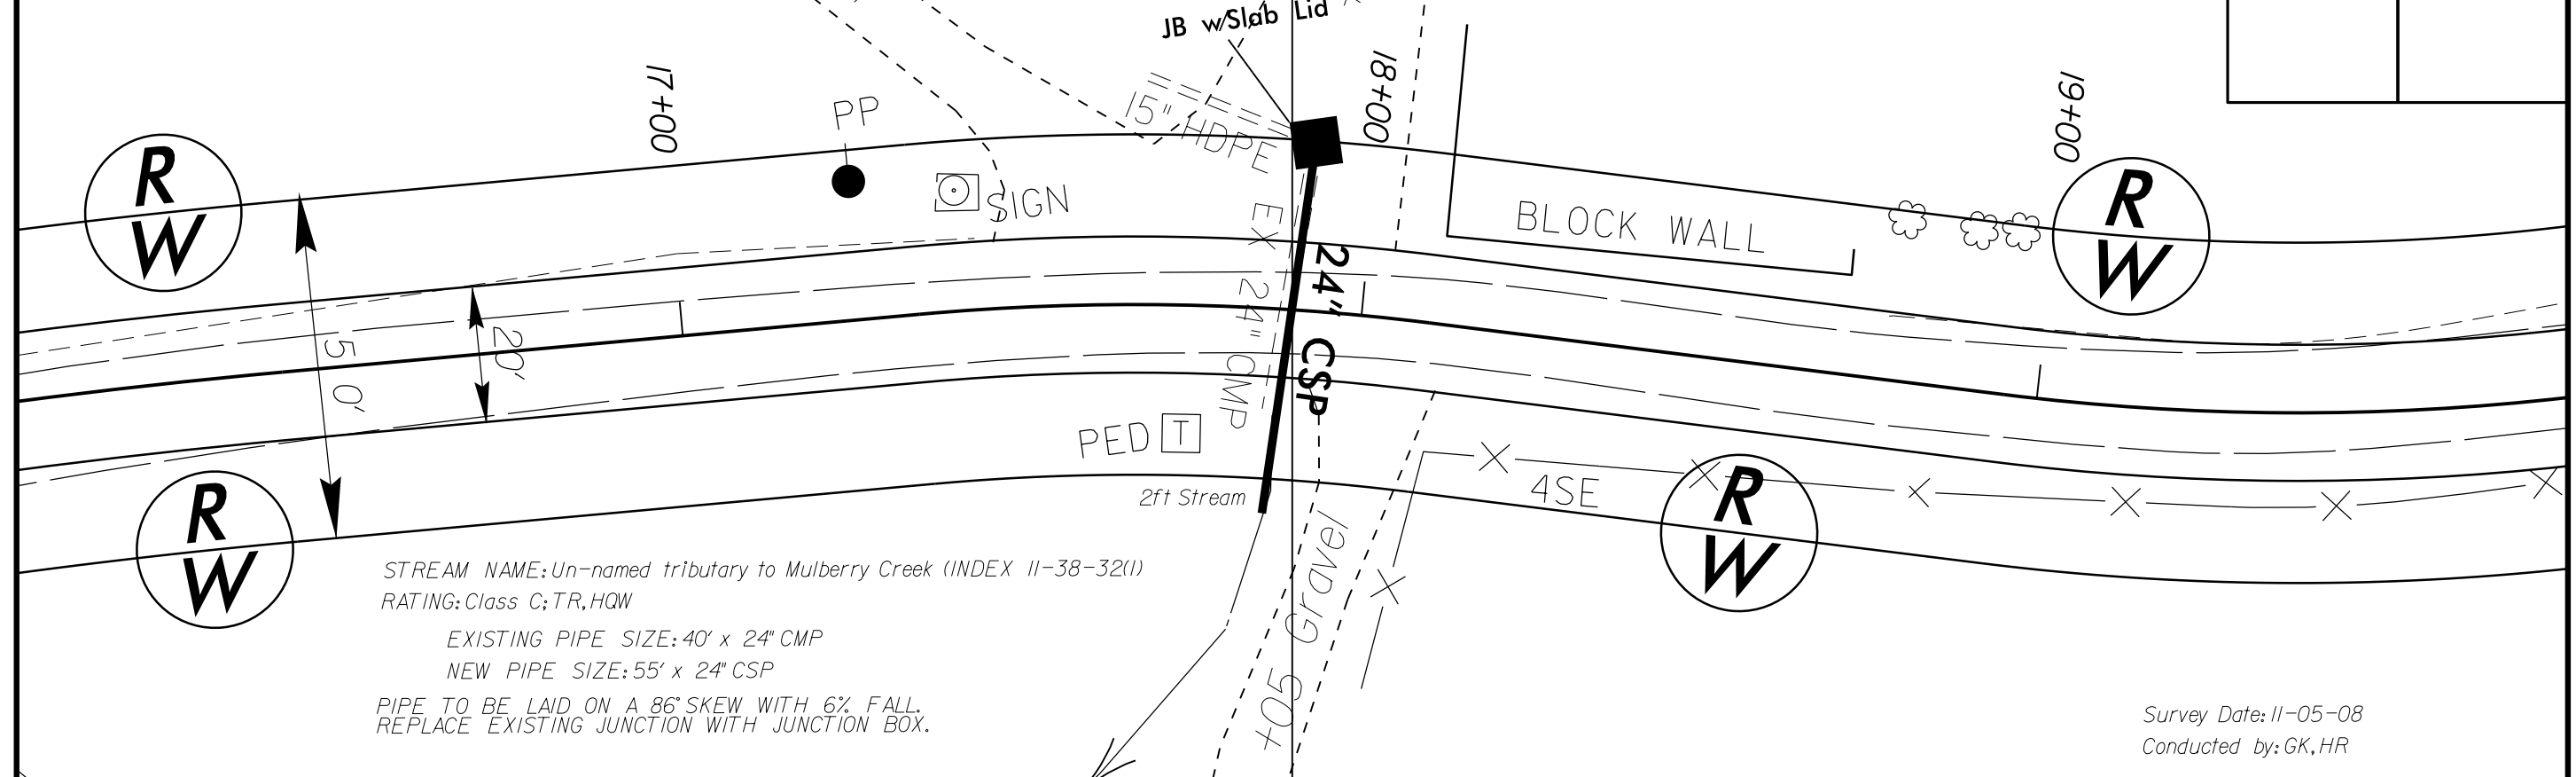 JB w/Slab Lid
17+00
18+00
19+00
PP
15" HDPE
R
W
R
W
SIGN
EX 24" CMP
BLOCK WALL
24" CSP
50'
20'
PED T
2ft Stream
4SE
R
W
R
W
+05 Gravel
STREAM NAME: Un-named tributary to Mulberry Creek (INDEX 11-38-32(1)
RATING: Class C; TR, HQW
EXISTING PIPE SIZE: 40' x 24" CMP
NEW PIPE SIZE: 55' x 24" CSP
PIPE TO BE LAID ON A 86° SKEW WITH 6% FALL.
REPLACE EXISTING JUNCTION WITH JUNCTION BOX.
Survey Date: 11-05-08
Conducted by: GK, HR